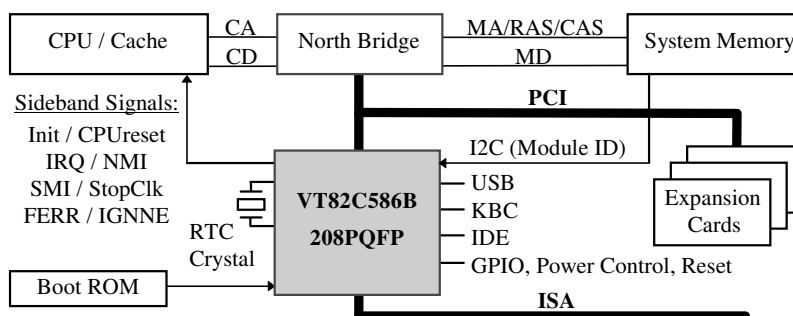 CPU / Cache
CA
CD
North Bridge
MA/RAS/CAS
MD
System Memory
Sideband Signals:
Init / CPUreset
IRQ / NMI
SMI / StopClk
FERR / IGNNE
PCI
I2C (Module ID)
VT82C586B
208PQFP
USB
KBC
IDE
GPIO, Power Control, Reset
Expansion
Cards
RTC
Crystal
Boot ROM
ISA